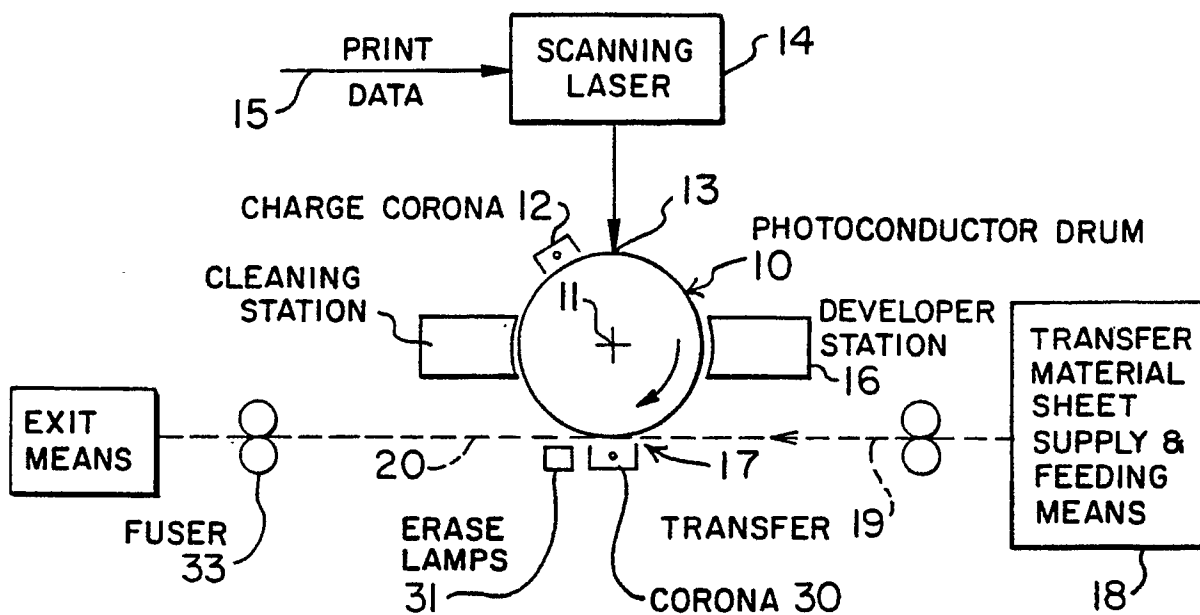 PRINT
DATA
15
SCANNING
LASER
14
CHARGE CORONA 12
13
PHOTOCONDUCTOR DRUM
10
CLEANING
STATION
11
DEVELOPER
STATION
16
TRANSFER
MATERIAL
SHEET
SUPPLY &
FEEDING
MEANS
18
EXIT
MEANS
20
17
19
FUSER
33
ERASE
LAMPS
31
TRANSFER
CORONA 30